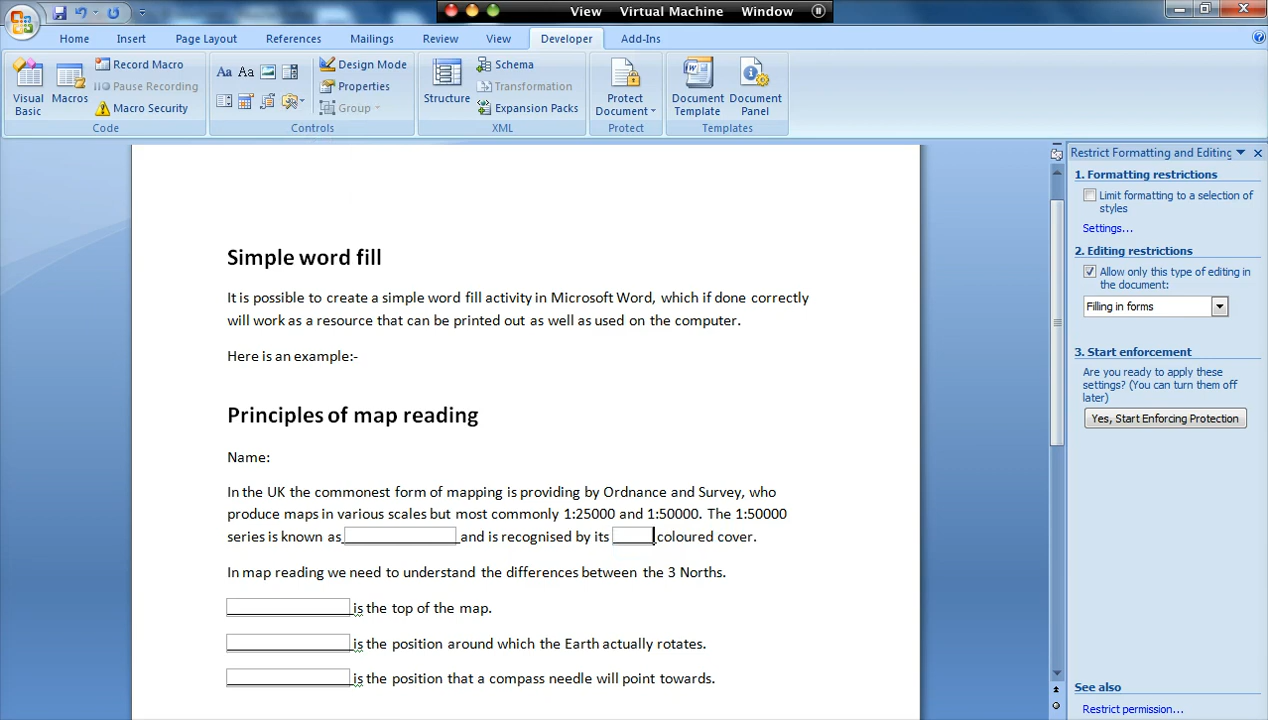 View Virtual Machine Window
Home Insert Page Layout References Mailings Review View Developer Add-Ins
Visual Basic
Macros
Record Macro
Pause Recording
Macro Security
Code
Aa Aa
Design Mode
Properties
Group
Controls
Structure
Schema
Transformation
Expansion Packs
XML
Protect Document
Protect
Document Template
Document Panel
Templates
Simple word fill
It is possible to create a simple word fill activity in Microsoft Word, which if done correctly
will work as a resource that can be printed out as well as used on the computer.
Here is an example:-
Principles of map reading
Name:
In the UK the commonest form of mapping is providing by Ordnance and Survey, who
produce maps in various scales but most commonly 1:25000 and 1:50000. The 1:50000
series is known as and is recognised by its coloured cover.
In map reading we need to understand the differences between the 3 Norths.
is the top of the map.
is the position around which the Earth actually rotates.
is the position that a compass needle will point towards.
Restrict Formatting and Editing
1. Formatting restrictions
Limit formatting to a selection of
styles
Settings...
2. Editing restrictions
Allow only this type of editing in
the document:
Filling in forms
3. Start enforcement
Are you ready to apply these
settings? (You can turn them off
later)
Yes, Start Enforcing Protection
See also
Restrict permission...